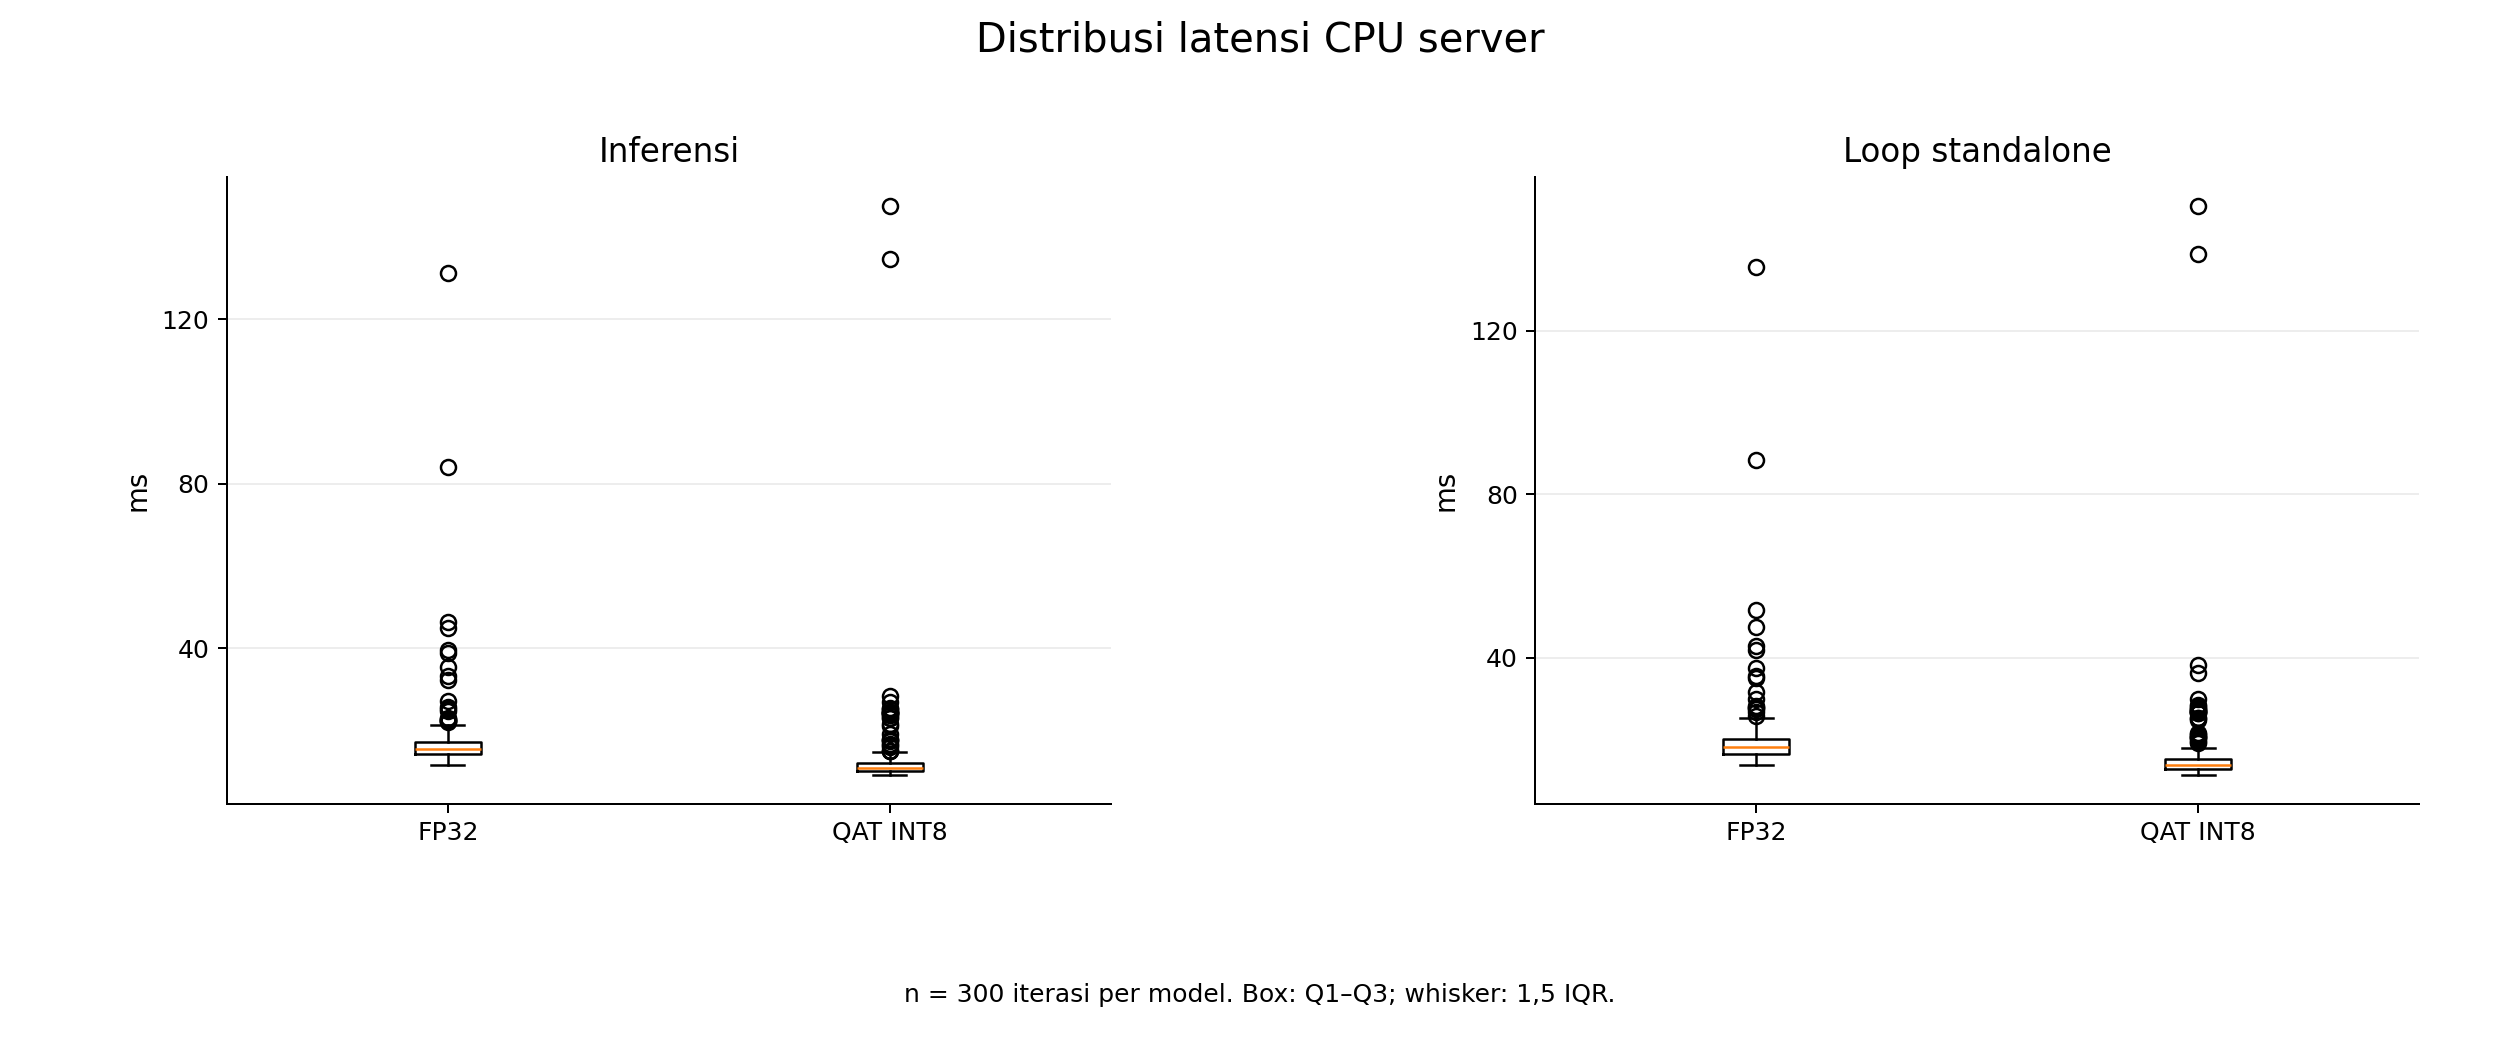 Distribusi latensi CPU server
Inferensi
ms
120
80
40
FP32
QAT INT8
Loop standalone
ms
120
80
40
FP32
QAT INT8
n = 300 iterasi per model. Box: Q1–Q3; whisker: 1,5 IQR.